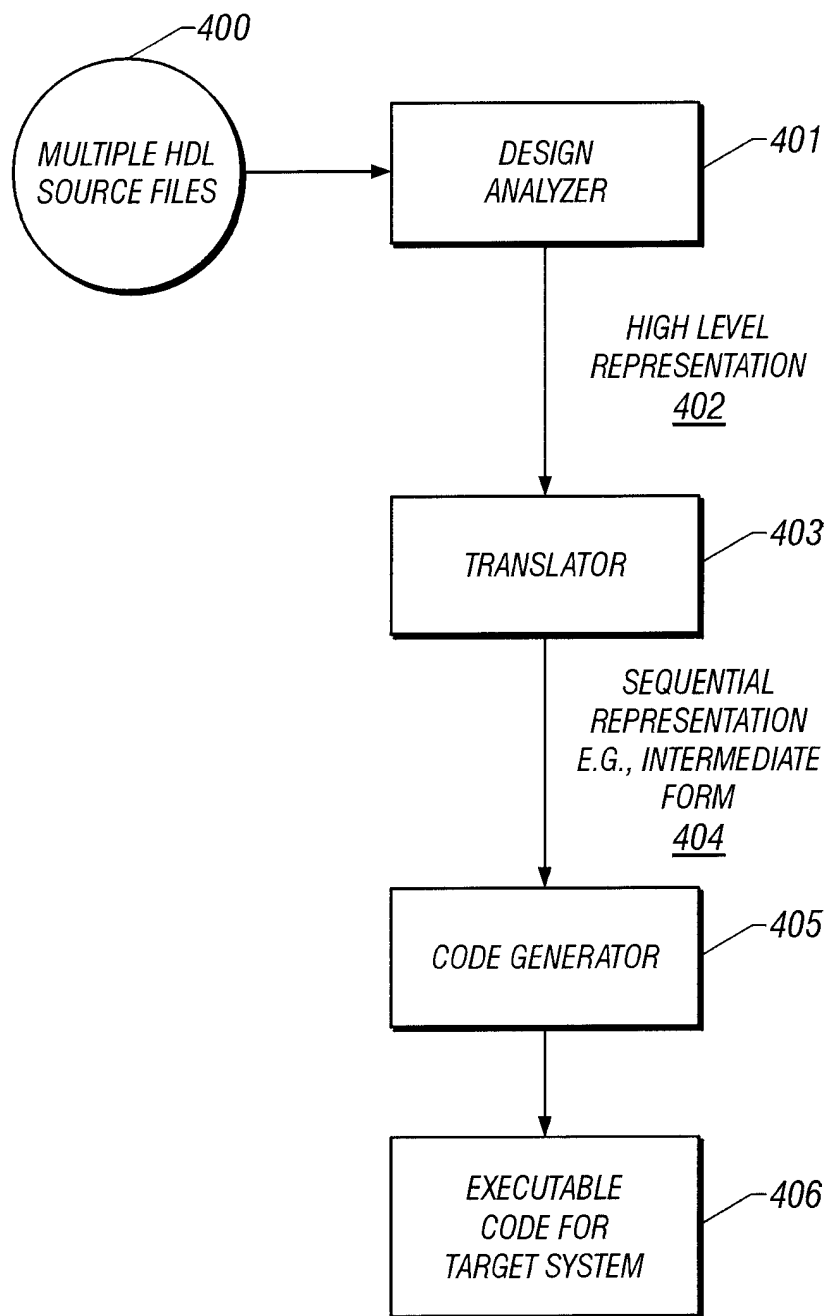 400
MULTIPLE HDL
SOURCE FILES
DESIGN
ANALYZER
401
HIGH LEVEL
REPRESENTATION
402
TRANSLATOR
403
SEQUENTIAL
REPRESENTATION
E.G., INTERMEDIATE
FORM
404
CODE GENERATOR
405
EXECUTABLE
CODE FOR
TARGET SYSTEM
406